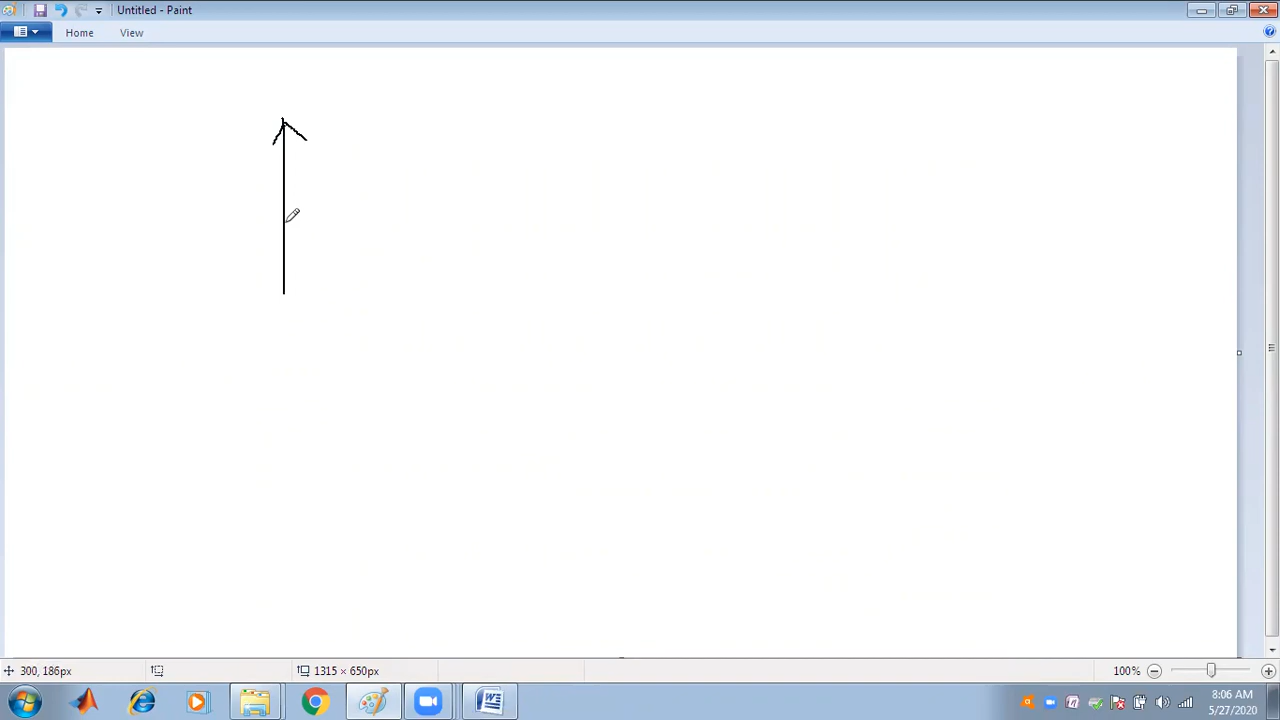 Untitled - Paint
Home View
300, 186px 1315 × 650px 100%
8:06 AM
5/27/2020